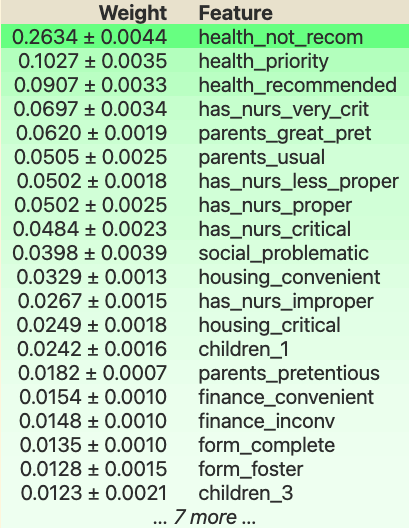 Weight Feature
0.2634 ± 0.0044 health_not_recom
0.1027 ± 0.0035 health_priority
0.0907 ± 0.0033 health_recommended
0.0697 ± 0.0034 has_nurs_very_crit
0.0620 ± 0.0019 parents_great_pret
0.0505 ± 0.0025 parents_usual
0.0502 ± 0.0018 has_nurs_less_proper
0.0502 ± 0.0025 has_nurs_proper
0.0484 ± 0.0023 has_nurs_critical
0.0398 ± 0.0039 social_problematic
0.0329 ± 0.0013 housing_convenient
0.0267 ± 0.0015 has_nurs_improper
0.0249 ± 0.0018 housing_critical
0.0242 ± 0.0016 children_1
0.0182 ± 0.0007 parents_pretentious
0.0154 ± 0.0010 finance_convenient
0.0148 ± 0.0010 finance_inconv
0.0135 ± 0.0010 form_complete
0.0128 ± 0.0015 form_foster
0.0123 ± 0.0021 children_3
... 7 more ...